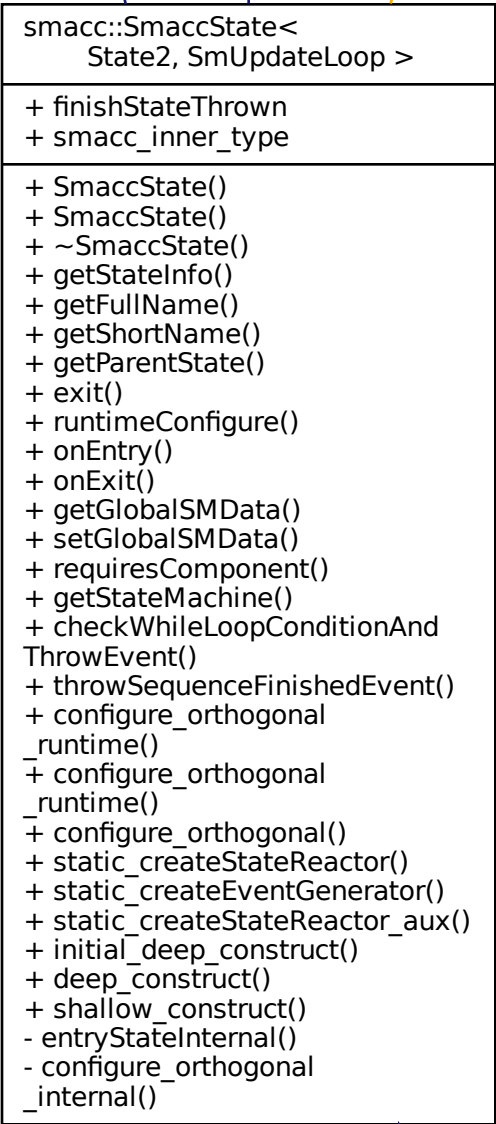 smacc::SmaccState<
State2, SmUpdateLoop >
+ finishStateThrown
+ smacc_inner_type
+ SmaccState()
+ SmaccState()
+ ~SmaccState()
+ getStateInfo()
+ getFullName()
+ getShortName()
+ getParentState()
+ exit()
+ runtimeConfigure()
+ onEntry()
+ onExit()
+ getGlobalSMData()
+ setGlobalSMData()
+ requiresComponent()
+ getStateMachine()
+ checkWhileLoopConditionAnd
ThrowEvent()
+ throwSequenceFinishedEvent()
+ configure_orthogonal
_runtime()
+ configure_orthogonal
_runtime()
+ configure_orthogonal()
+ static_createStateReactor()
+ static_createEventGenerator()
+ static_createStateReactor_aux()
+ initial_deep_construct()
+ deep_construct()
+ shallow_construct()
- entryStateInternal()
- configure_orthogonal
_internal()